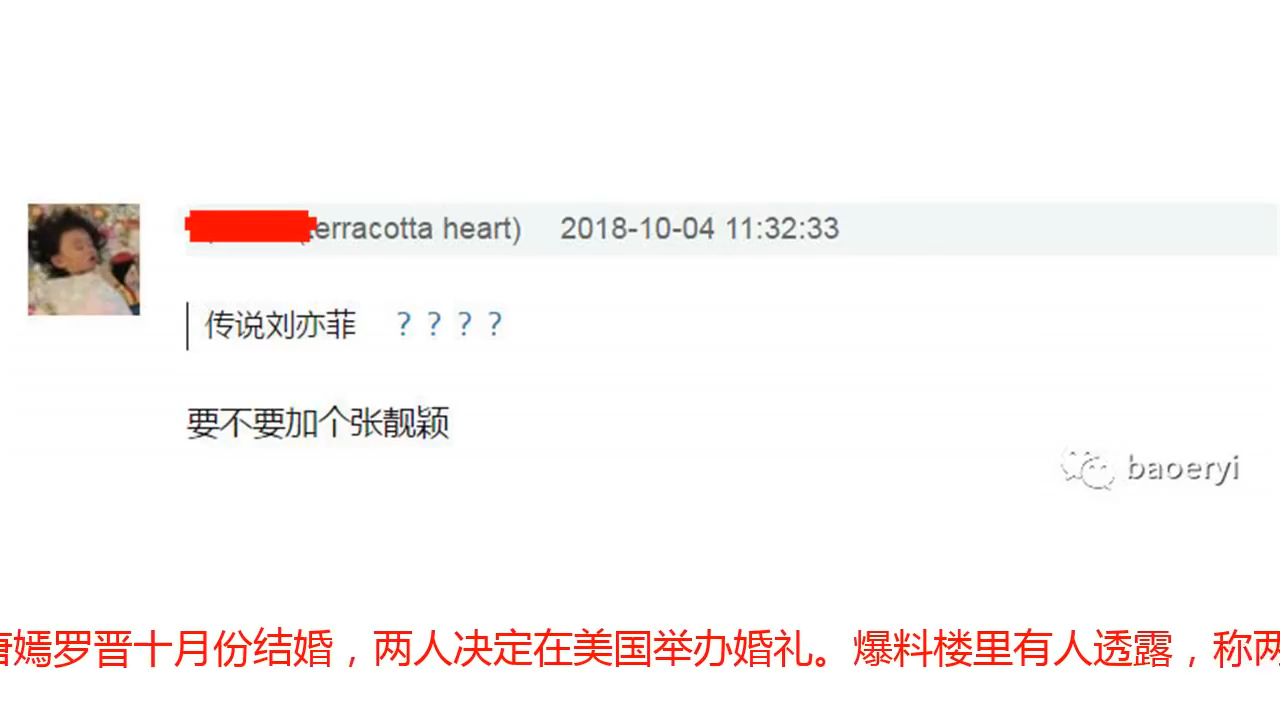 terracotta heart) 2018-10-04 11:32:33
传说刘亦菲 ？？？？
要不要加个张靓颖
baoeryi
唐嫣罗晋十月份结婚，两人决定在美国举办婚礼。爆料楼里有人透露，称两